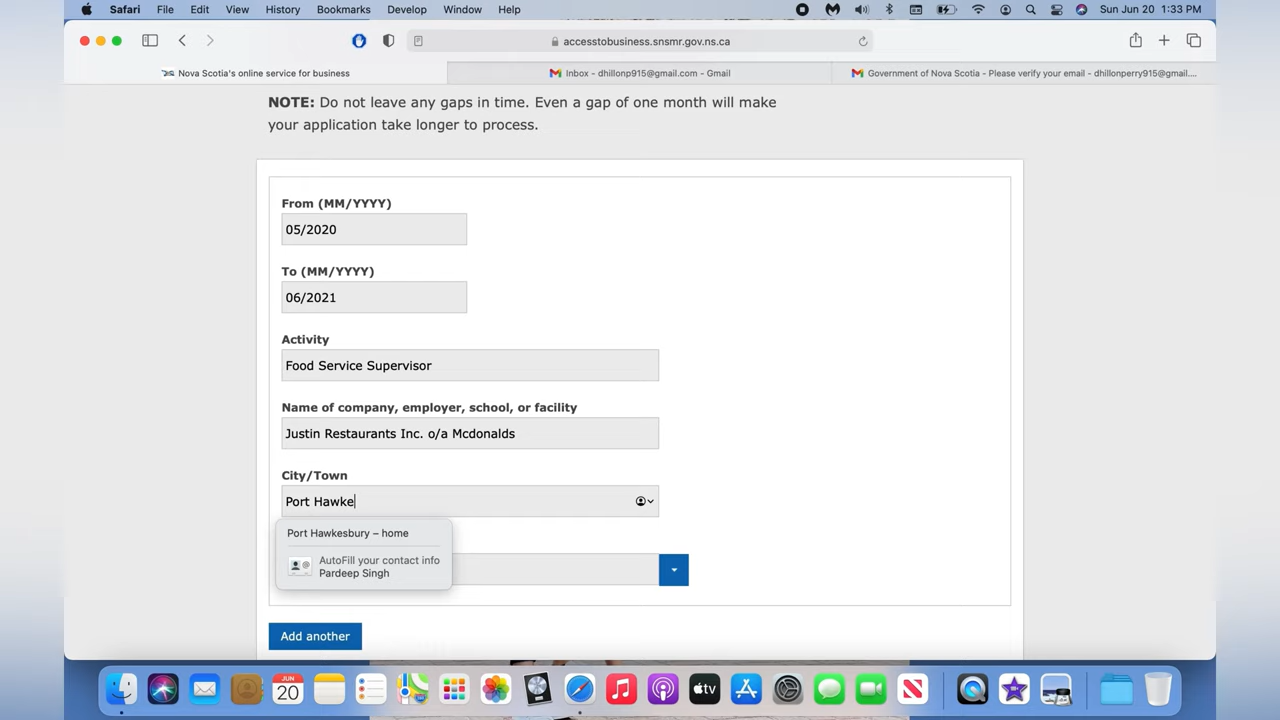 Safari File Edit View History Bookmarks Develop Window Help Sun Jun 20 1:33 PM
accesstobusiness.snsmr.gov.ns.ca
Nova Scotia's online service for business Inbox - dhillonp915@gmail.com - Gmail Government of Nova Scotia - Please verify your email - dhillonperry915@gmail....
NOTE: Do not leave any gaps in time. Even a gap of one month will make
your application take longer to process.
From (MM/YYYY)
05/2020
To (MM/YYYY)
06/2021
Activity
Food Service Supervisor
Name of company, employer, school, or facility
Justin Restaurants Inc. o/a Mcdonalds
City/Town
Port Hawke
Port Hawkesbury – home
AutoFill your contact info
Pardeep Singh
Add another
JUN
20
tv